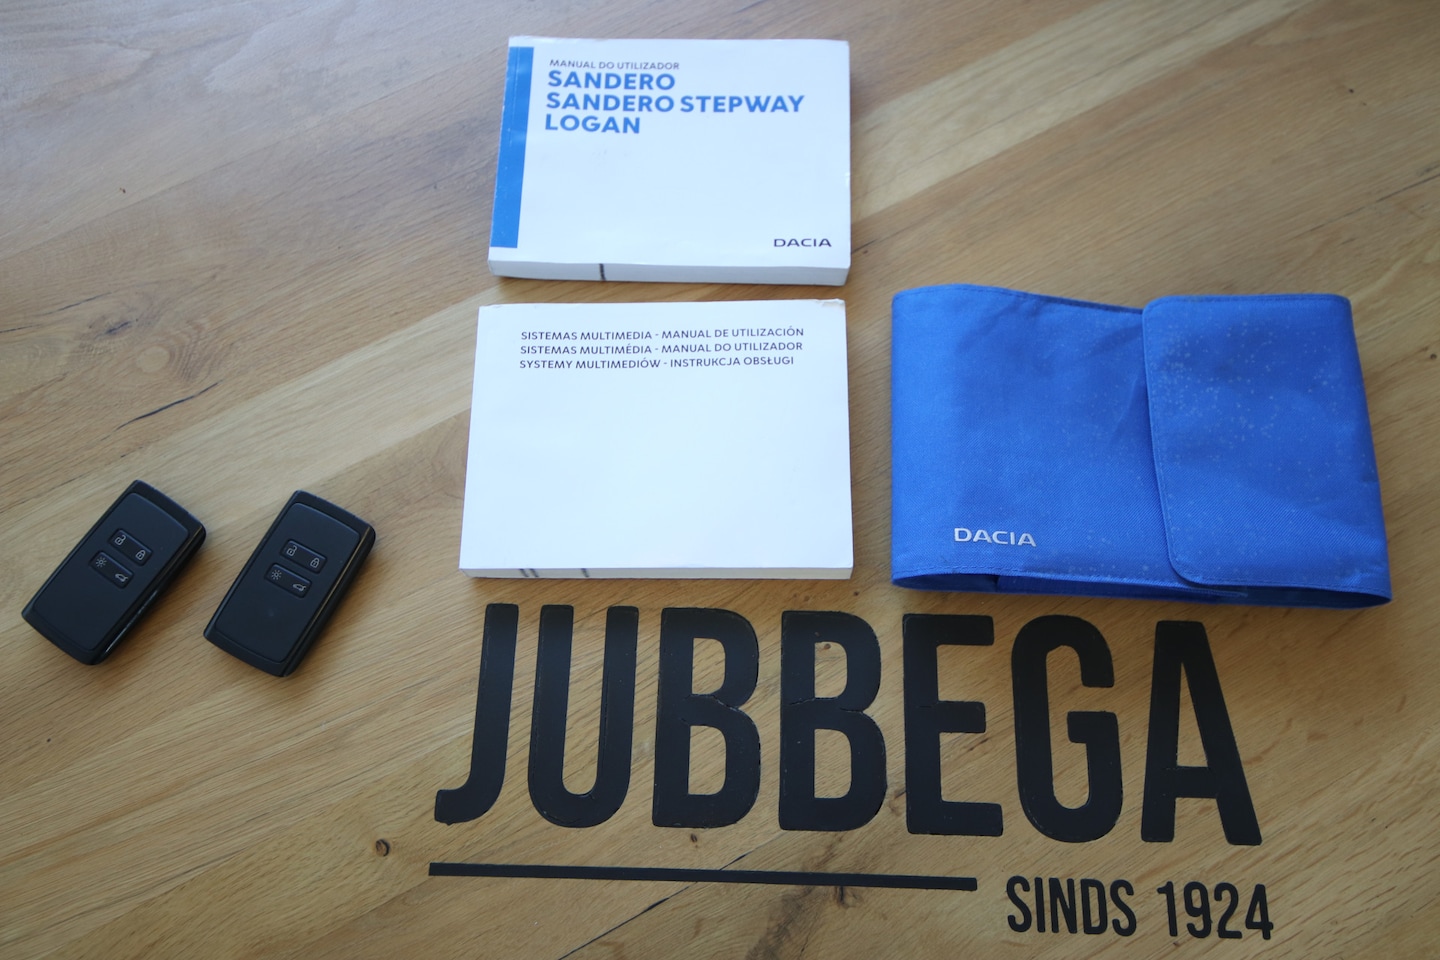 MANUAL DO UTILIZADOR
SANDERO
SANDERO STEPWAY
LOGAN
DACIA
SISTEMAS MULTIMEDIA - MANUAL DE UTILIZACIÓN
SISTEMAS MULTIMÉDIA - MANUAL DO UTILIZADOR
SYSTEMY MULTIMEDIÓW - INSTRUKCJA OBSŁUGI
DACIA
JUBBEGA
SINDS 1924